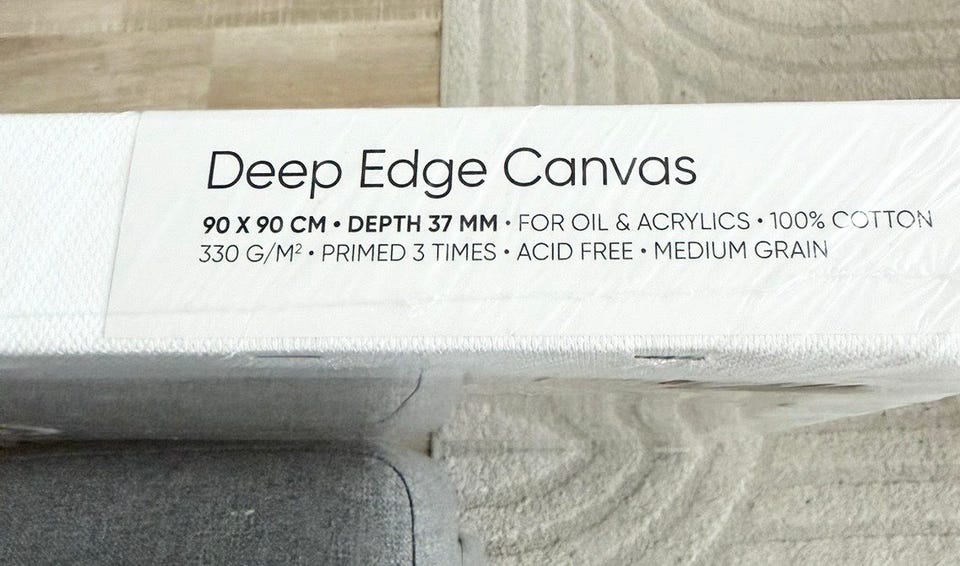 Deep Edge Canvas
90 X 90 CM • DEPTH 37 MM • FOR OIL & ACRYLICS • 100% COTTON
330 G/M² • PRIMED 3 TIMES • ACID FREE • MEDIUM GRAIN